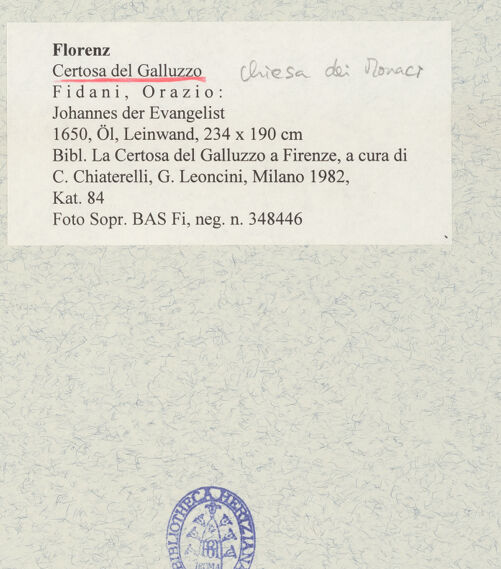 Florenz
Certosa del Galluzzo chiesa dei Monaci
Fidani, Orazio:
Johannes der Evangelist
1650, Öl, Leinwand, 234 x 190 cm
Bibl. La Certosa del Galluzzo a Firenze, a cura di
C. Chiaterelli, G. Leoncini, Milano 1982,
Kat. 84
Foto Sopr. BAS Fi, neg. n. 348446
BIBLIOTHECA HERTZIANA
ROMA